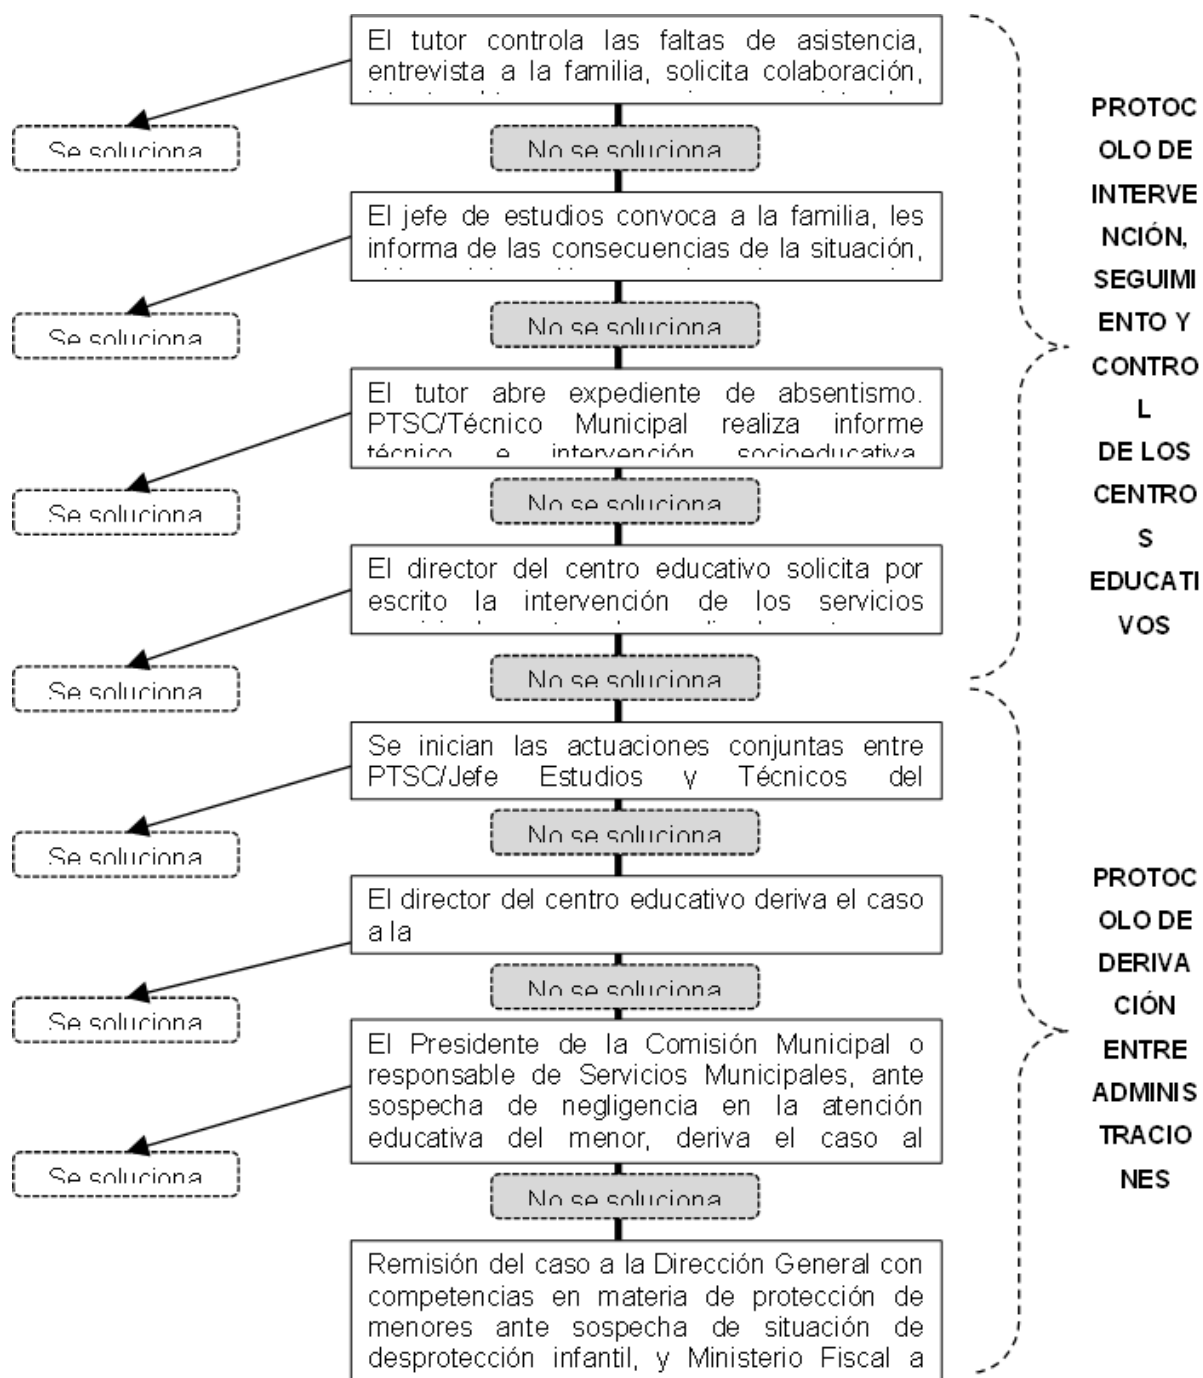 El tutor controla las faltas de asistencia,
entrevista a la familia, solicita colaboración,
Se soluciona
No se soluciona
El jefe de estudios convoca a la familia, les
informa de las consecuencias de la situación,
Se soluciona
No se soluciona
El tutor abre expediente de absentismo.
PTSC/Técnico Municipal realiza informe
técnico e intervención socioeducativa.
Se soluciona
No se soluciona
El director del centro educativo solicita por
escrito la intervención de los servicios
Se soluciona
No se soluciona
Se inician las actuaciones conjuntas entre
PTSC/Jefe Estudios y Técnicos del
Se soluciona
No se soluciona
El director del centro educativo deriva el caso
a la
Se soluciona
No se soluciona
El Presidente de la Comisión Municipal o
responsable de Servicios Municipales, ante
sospecha de negligencia en la atención
educativa del menor, deriva el caso al
Se soluciona
No se soluciona
Remisión del caso a la Dirección General con
competencias en materia de protección de
menores ante sospecha de situación de
desprotección infantil, y Ministerio Fiscal a
PROTOC
OLO DE
INTERVE
NCIÓN,
SEGUIMI
ENTO Y
CONTRO
L
DE LOS
CENTRO
S
EDUCATI
VOS
PROTOC
OLO DE
DERIVA
CIÓN
ENTRE
ADMINIS
TRACIO
NES